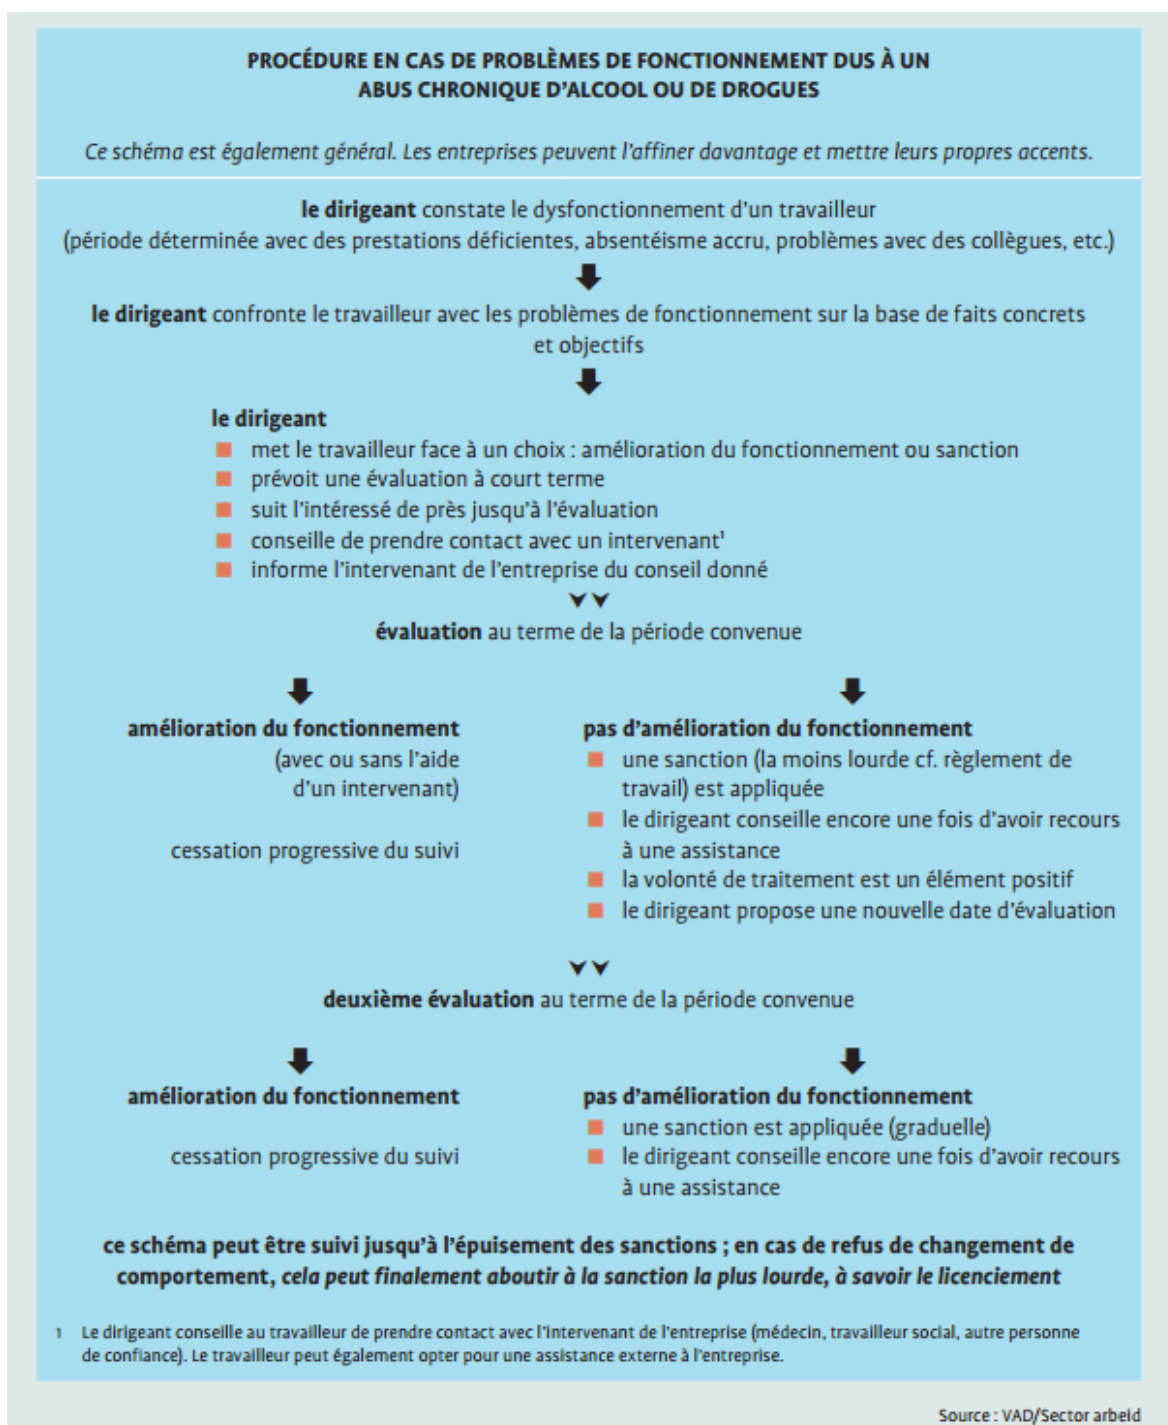 PROCÉDURE EN CAS DE PROBLÈMES DE FONCTIONNEMENT DUS À UN
ABUS CHRONIQUE D'ALCOOL OU DE DROGUES
Ce schéma est également général. Les entreprises peuvent l'affiner davantage et mettre leurs propres accents.
le dirigeant constate le dysfonctionnement d'un travailleur
(période déterminée avec des prestations déficientes, absentéisme accru, problèmes avec des collègues, etc.)
le dirigeant confronte le travailleur avec les problèmes de fonctionnement sur la base de faits concrets
et objectifs
le dirigeant
■ met le travailleur face à un choix : amélioration du fonctionnement ou sanction
■ prévoit une évaluation à court terme
■ suit l'intéressé de près jusqu'à l'évaluation
■ conseille de prendre contact avec un intervenant¹
■ informe l'intervenant de l'entreprise du conseil donné
évaluation au terme de la période convenue
amélioration du fonctionnement
(avec ou sans l'aide
d'un intervenant)
cessation progressive du suivi
pas d'amélioration du fonctionnement
■ une sanction (la moins lourde cf. règlement de
travail) est appliquée
■ le dirigeant conseille encore une fois d'avoir recours
à une assistance
■ la volonté de traitement est un élément positif
■ le dirigeant propose une nouvelle date d'évaluation
deuxième évaluation au terme de la période convenue
amélioration du fonctionnement
cessation progressive du suivi
pas d'amélioration du fonctionnement
■ une sanction est appliquée (graduelle)
■ le dirigeant conseille encore une fois d'avoir recours
à une assistance
ce schéma peut être suivi jusqu'à l'épuisement des sanctions ; en cas de refus de changement de
comportement, cela peut finalement aboutir à la sanction la plus lourde, à savoir le licenciement
1 Le dirigeant conseille au travailleur de prendre contact avec l'intervenant de l'entreprise (médecin, travailleur social, autre personne
de confiance). Le travailleur peut également opter pour une assistance externe à l'entreprise.
Source : VAD/Sector arbeid